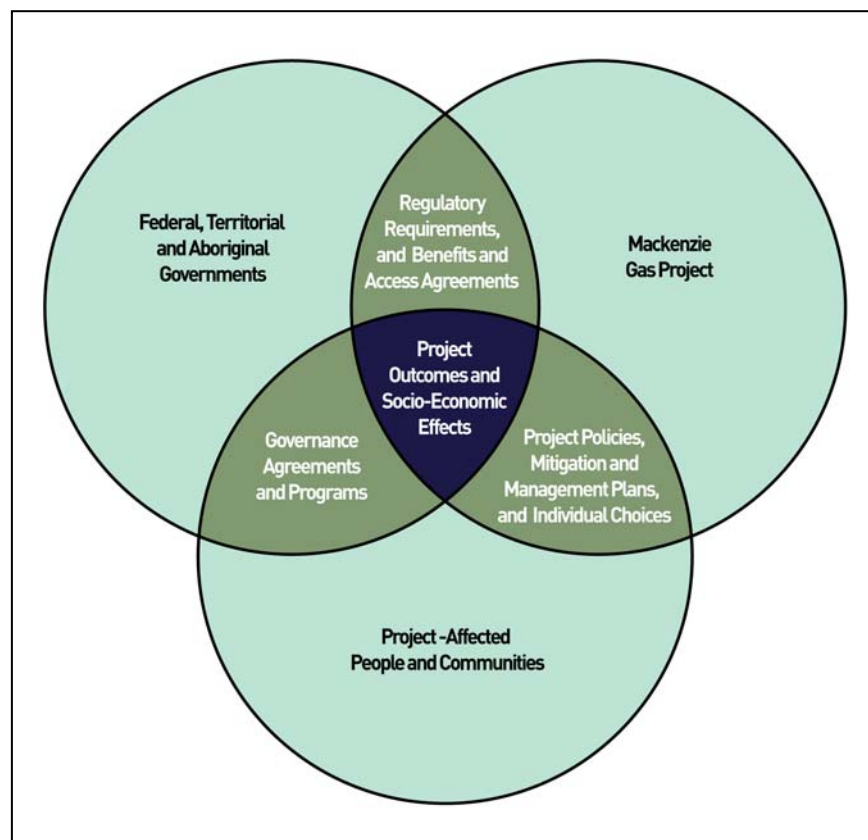 Federal, Territorial
and Aboriginal
Governments
Regulatory
Requirements,
and Benefits and
Access Agreements
Mackenzie
Gas Project
Project
Outcomes and
Socio-Economic
Effects
Governance
Agreements
and Programs
Project Policies,
Mitigation and
Management Plans,
and Individual Choices
Project -Affected
People and Communities